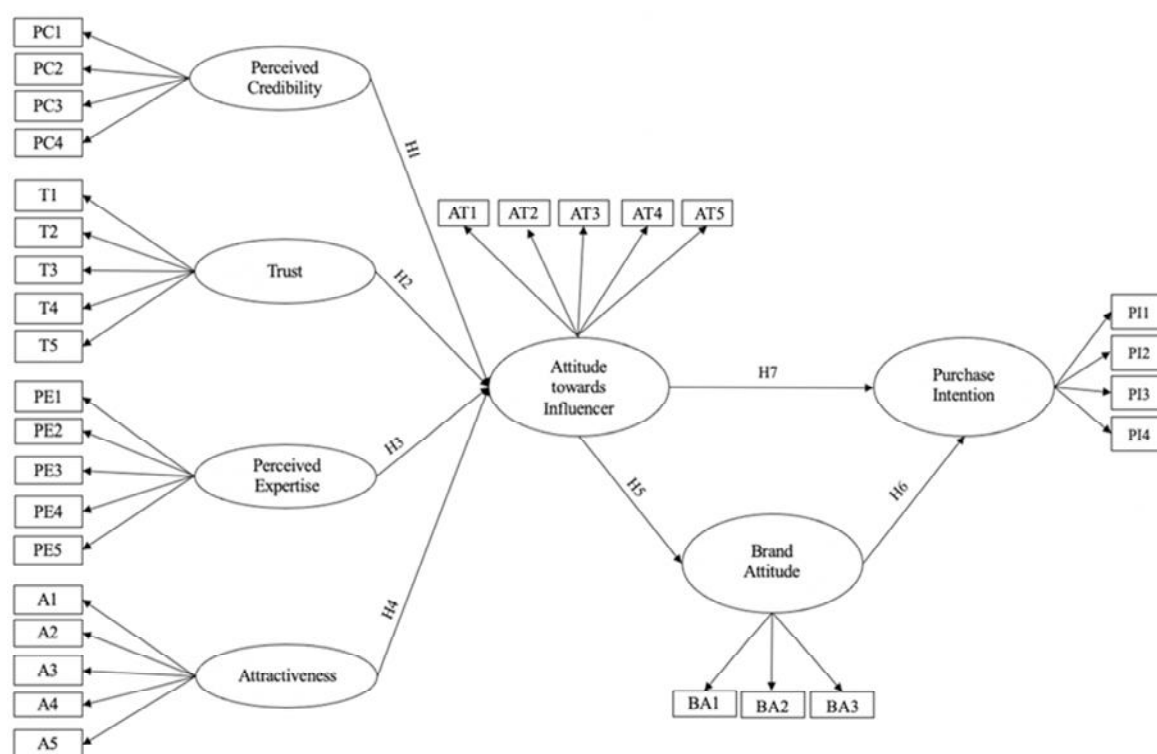 PC1
PC2
PC3
PC4
Perceived
Credibility
H1
T1
T2
T3
T4
T5
Trust
H2
PE1
PE2
PE3
PE4
PE5
Perceived
Expertise
H3
A1
A2
A3
A4
A5
Attractiveness
H4
AT1
AT2
AT3
AT4
AT5
Attitude
towards
Influencer
H7
H5
Brand
Attitude
BA1
BA2
BA3
H6
Purchase
Intention
PI1
PI2
PI3
PI4